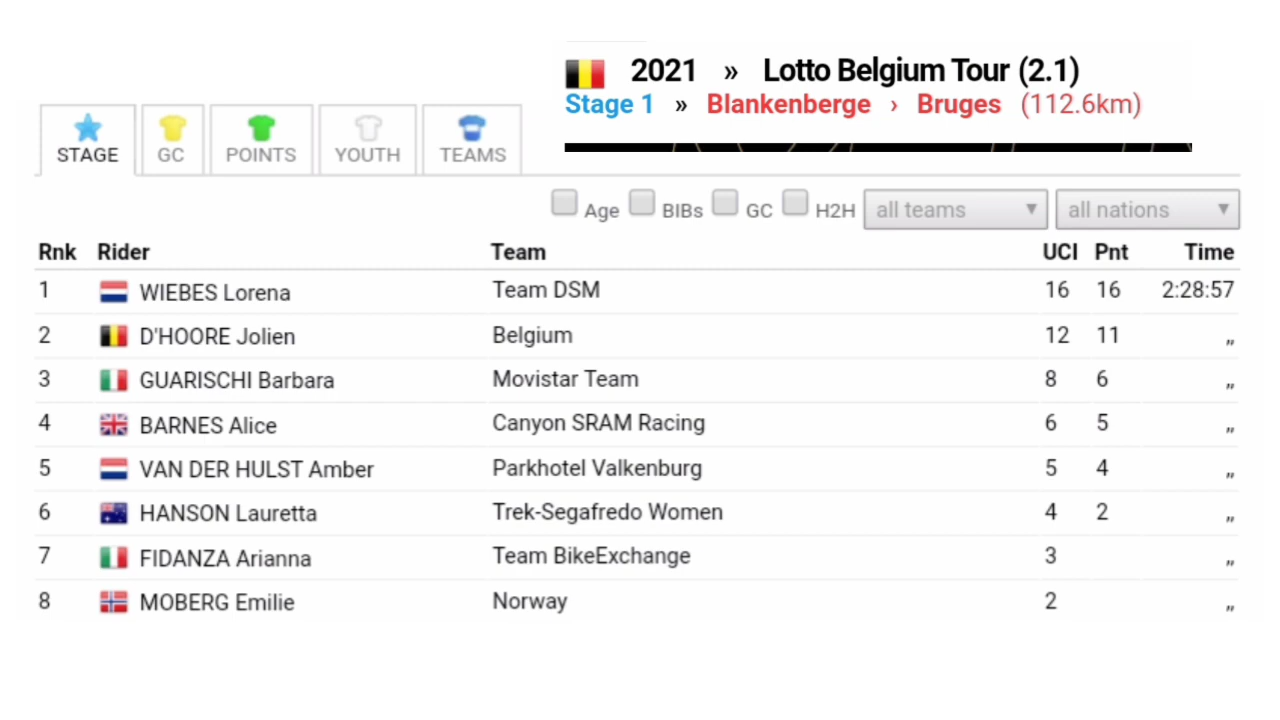 2021 » Lotto Belgium Tour (2.1)
Stage 1 » Blankenberge › Bruges (112.6km)
STAGE GC POINTS YOUTH TEAMS
Age BIBs GC H2H all teams ▼ all nations ▼
Rnk Rider Team UCI Pnt Time
1 WIEBES Lorena Team DSM 16 16 2:28:57
2 D'HOORE Jolien Belgium 12 11 ,,
3 GUARISCHI Barbara Movistar Team 8 6 ,,
4 BARNES Alice Canyon SRAM Racing 6 5 ,,
5 VAN DER HULST Amber Parkhotel Valkenburg 5 4 ,,
6 HANSON Lauretta Trek-Segafredo Women 4 2 ,,
7 FIDANZA Arianna Team BikeExchange 3 ,,
8 MOBERG Emilie Norway 2 ,,